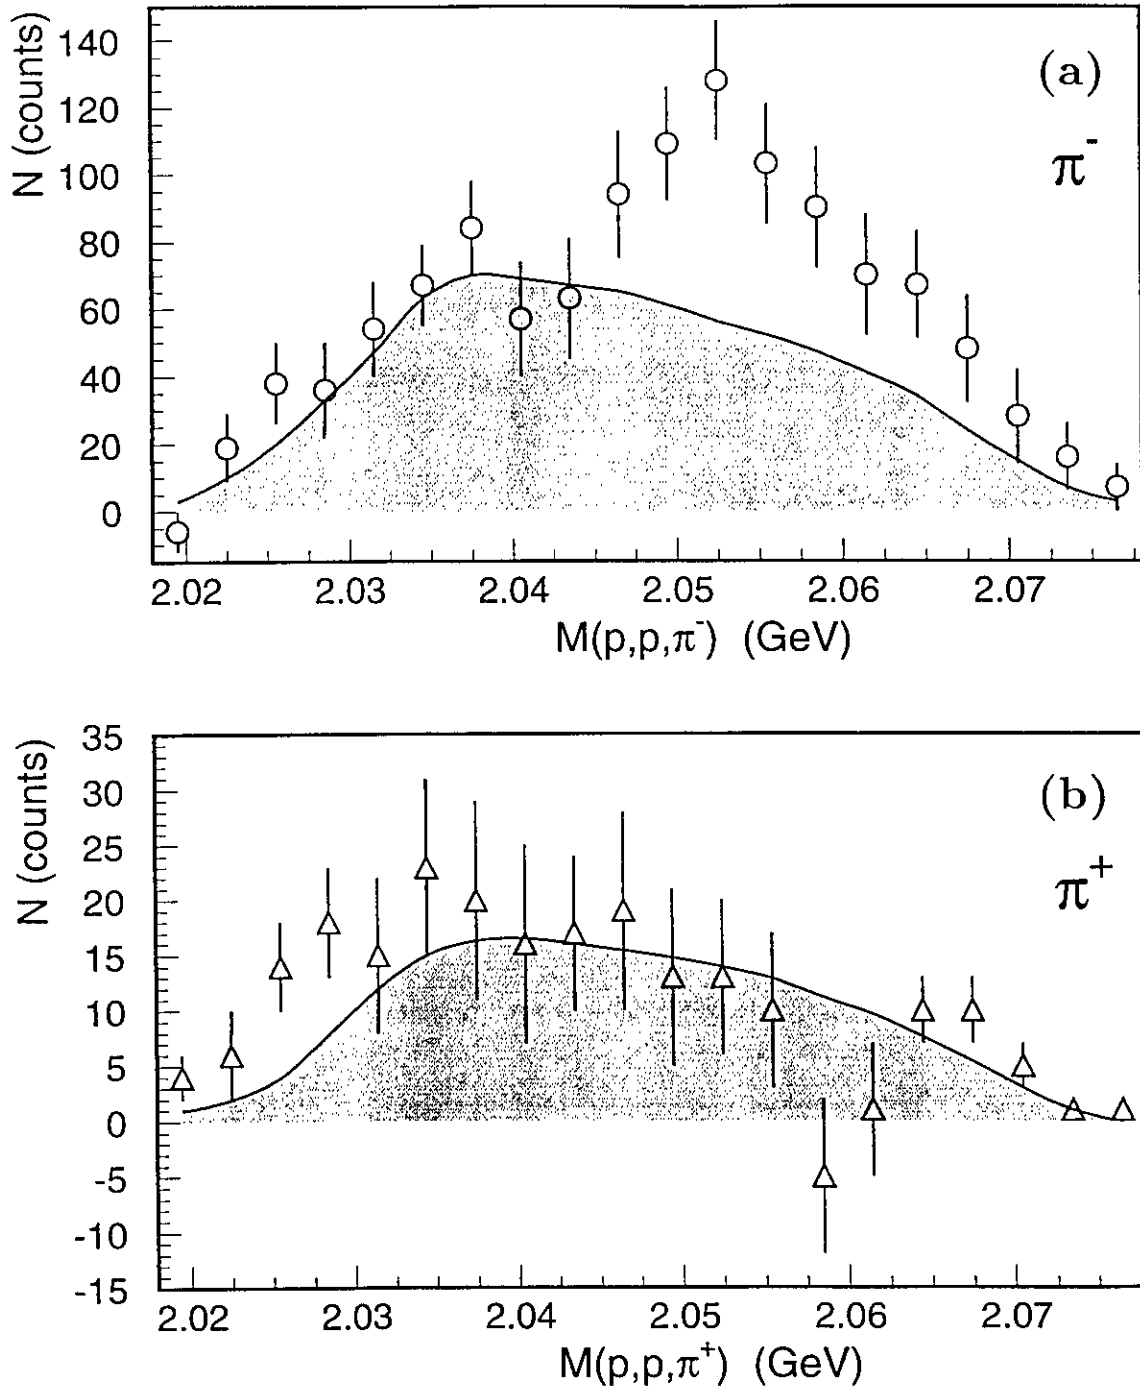 N (counts)
140
120
100
80
60
40
20
0
(a)
π⁻
2.02 2.03 2.04 2.05 2.06 2.07
M(p,p,π⁻) (GeV)
N (counts)
35
30
25
20
15
10
5
0
-5
-10
-15
(b)
π⁺
2.02 2.03 2.04 2.05 2.06 2.07
M(p,p,π⁺) (GeV)